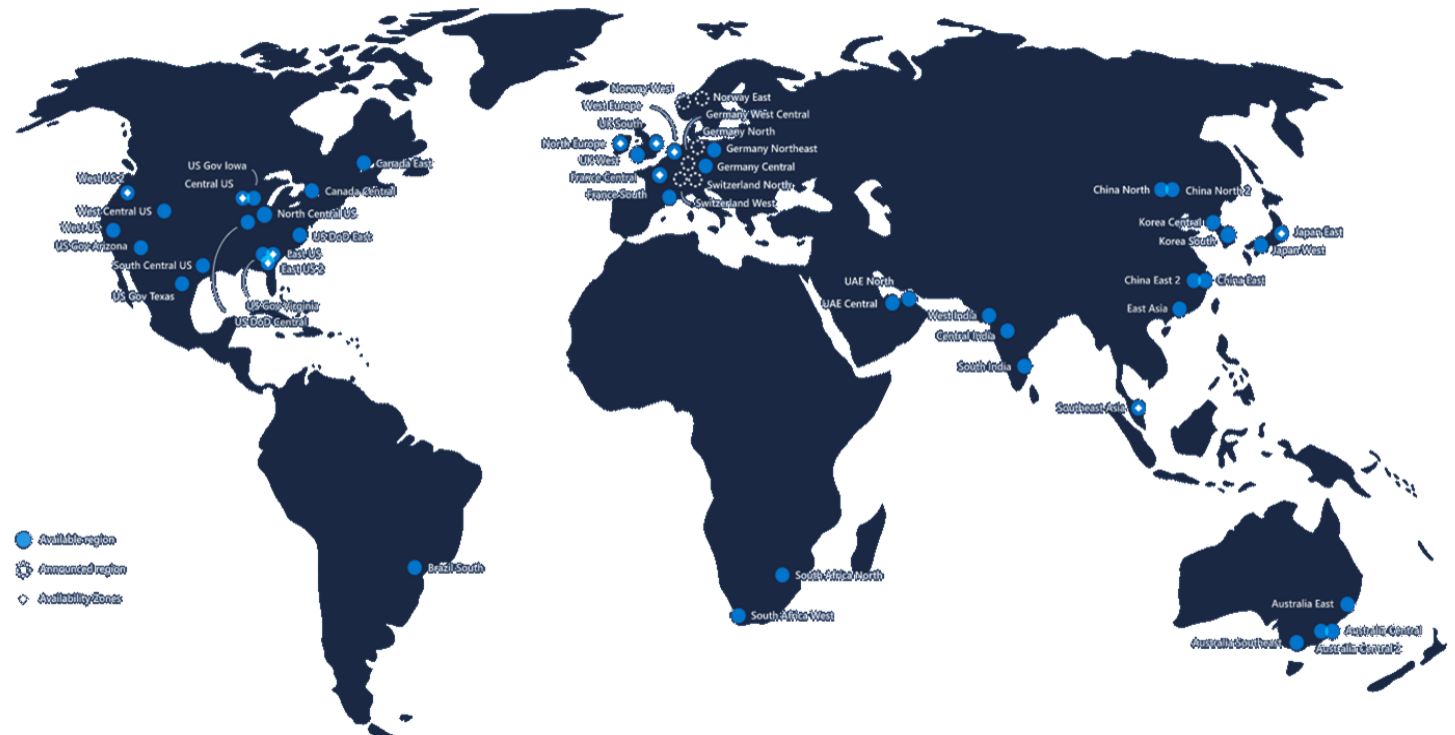 Norway West
Norway East
West Europe
Germany West Central
UK South
Germany North
North Europe
Germany Northeast
UK West
Germany Central
France Central
Switzerland North
France South
Switzerland West
US Gov Iowa
Canada East
West US 2
Central US
Canada Central
West Central US
North Central US
West US
US DoD East
US Gov Arizona
East US
South Central US
East US 2
US Gov Texas
US Gov Virginia
US DoD Central
China North
China North 2
Korea Central
Japan East
Korea South
Japan West
UAE North
China East 2
China East
UAE Central
West India
East Asia
Central India
South India
Southeast Asia
Available region
Announced region
Availability Zones
Brazil South
South Africa North
South Africa West
Australia East
Australia Central
Australia Southeast
Australia Central 2